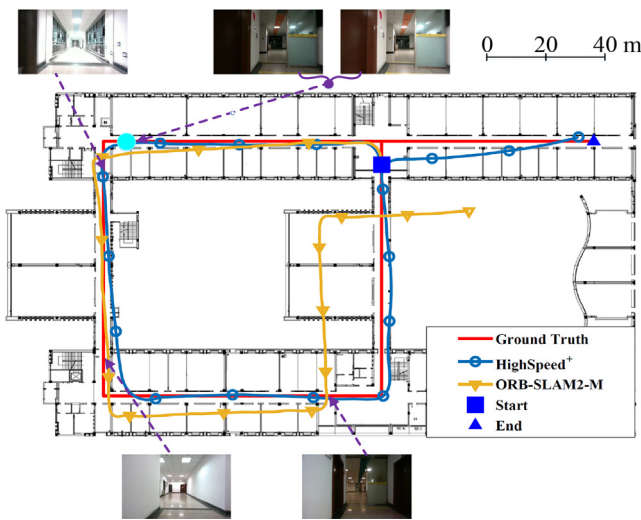 0 20 40 m
Ground Truth
HighSpeed+
ORB-SLAM2-M
Start
End